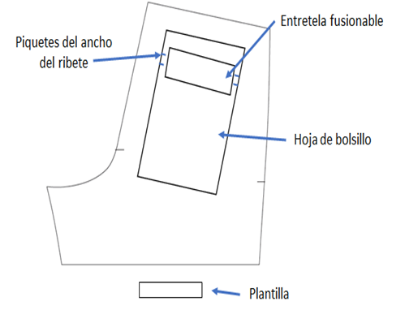 Entretela fusionable
Piquetes del ancho
del ribete
Hoja de bolsillo
Plantilla